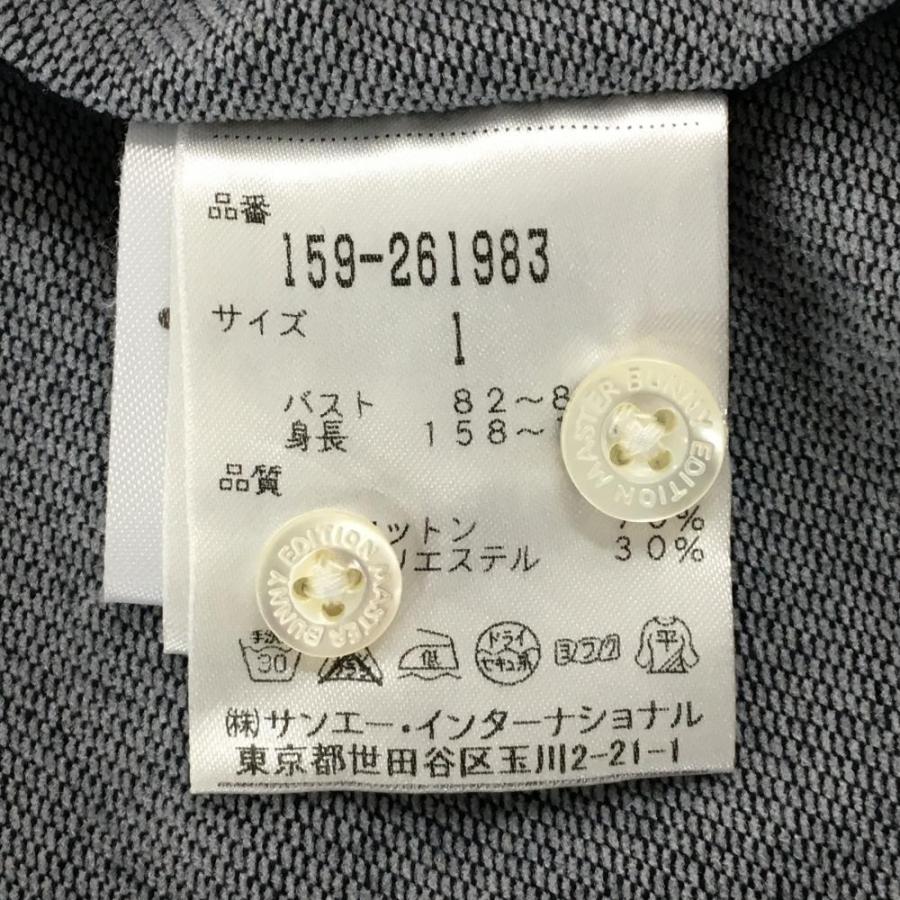 品番
159-261983
サイズ
1
バスト 82～8
身長 158～
MASTER BUNNY EDITION
品質
ットン 70%
リエステル 30%
MASTER BUNNY EDITION
手洗 30
低
ドライ セキユ系
ヨワク
平
㈱サンエー・インターナショナル
東京都世田谷区玉川2-21-1